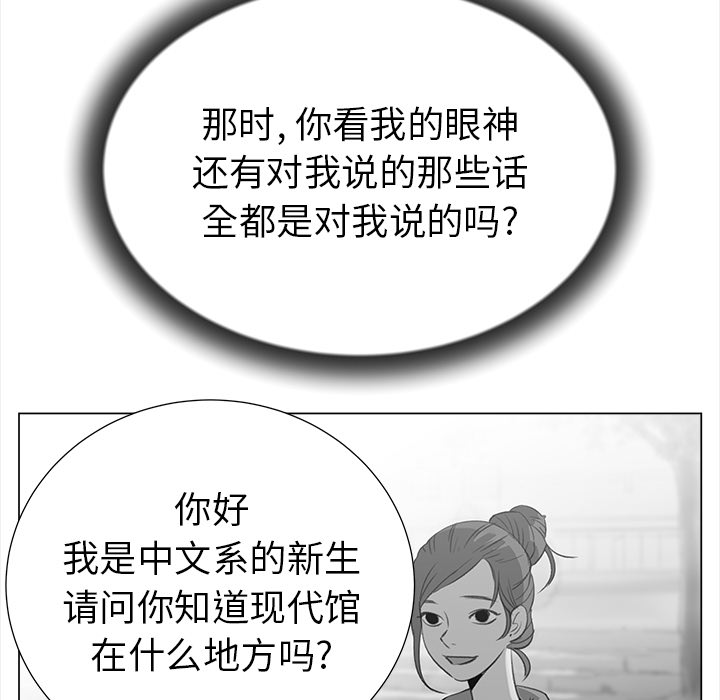 那时, 你看我的眼神
还有对我说的那些话
全都是对我说的吗?
你好
我是中文系的新生
请问你知道现代馆
在什么地方吗?